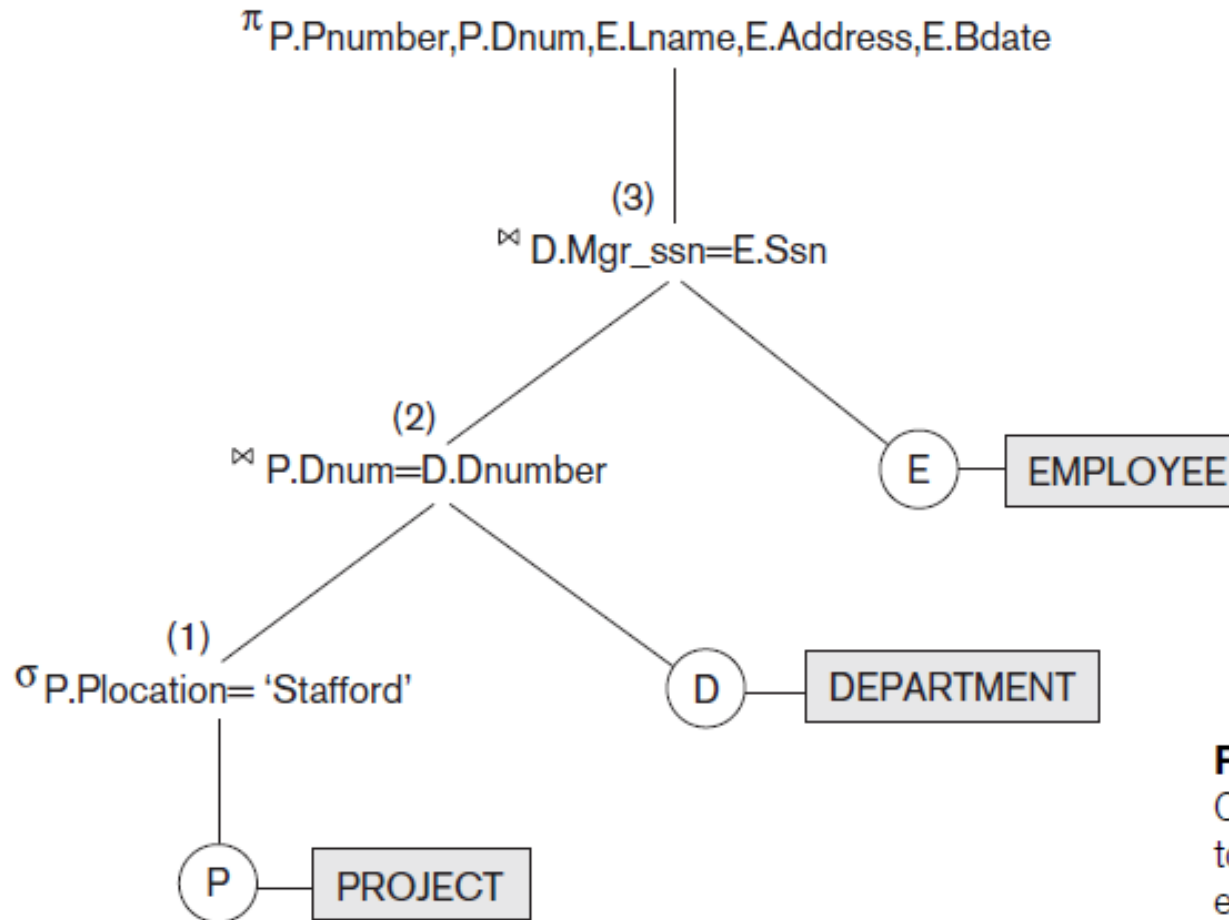 π P.Pnumber,P.Dnum,E.Lname,E.Address,E.Bdate
(3)
⋈ D.Mgr_ssn=E.Ssn
(2)
⋈ P.Dnum=D.Dnumber
E EMPLOYEE
(1)
σ P.Plocation= ‘Stafford’
D DEPARTMENT
P PROJECT